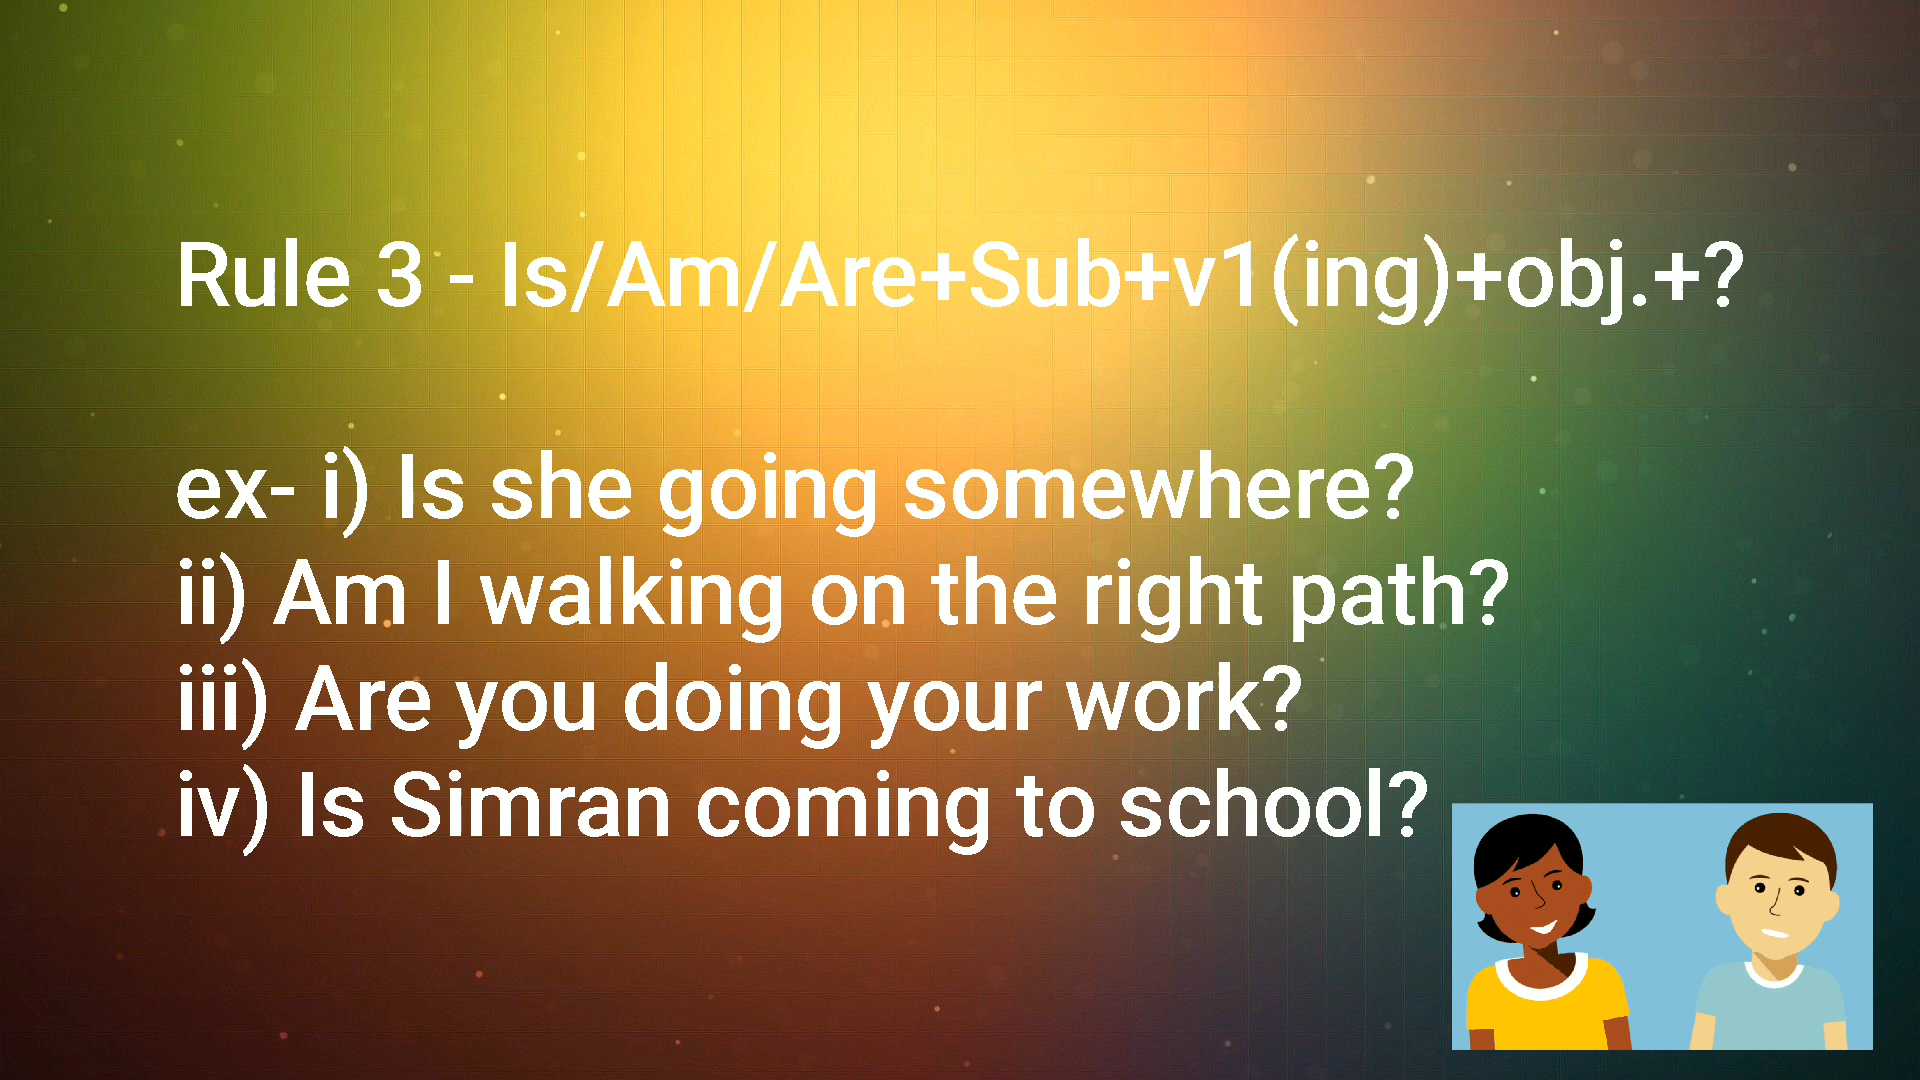 Rule 3 - Is/Am/Are+Sub+v1(ing)+obj.+?
ex- i) Is she going somewhere?
ii) Am I walking on the right path?
iii) Are you doing your work?
iv) Is Simran coming to school?